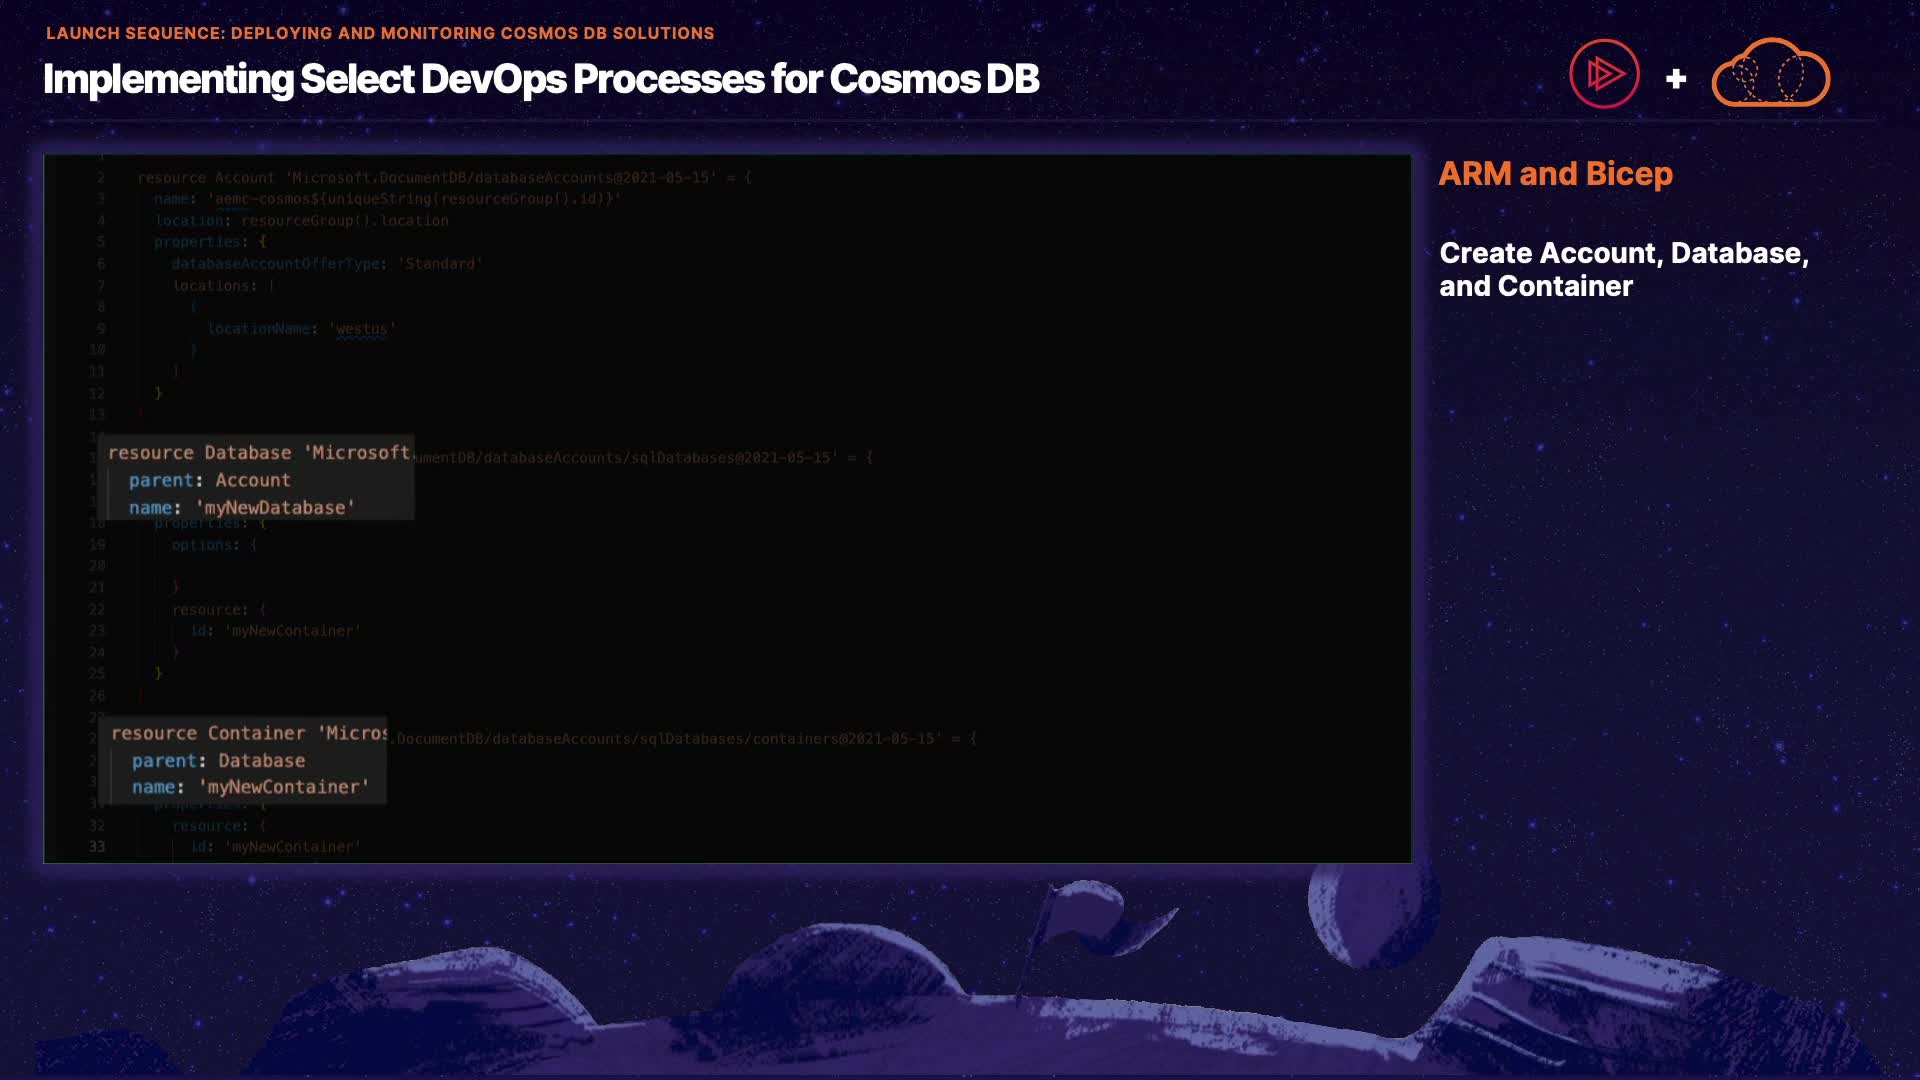 LAUNCH SEQUENCE: DEPLOYING AND MONITORING COSMOS DB SOLUTIONS
Implementing Select DevOps Processes for Cosmos DB
+
1
2 resource Account 'Microsoft.DocumentDB/databaseAccounts@2021-05-15' = {
3 name: 'aemc-cosmos${uniqueString(resourceGroup().id)}'
4 location: resourceGroup().location
5 properties: {
6 databaseAccountOfferType: 'Standard'
7 locations: [
8 {
9 locationName: 'westus'
10 }
11 ]
12 }
13 }
resource Database 'Microsoft.
umentDB/databaseAccounts/sqlDatabases@2021-05-15' = {
parent: Account
name: 'myNewDatabase'
18 properties: {
19 options: {
20
21 }
22 resource: {
23 id: 'myNewContainer'
24 }
25 }
26 }
resource Container 'Micros
.DocumentDB/databaseAccounts/sqlDatabases/containers@2021-05-15' = {
parent: Database
name: 'myNewContainer'
31 properties: {
32 resource: {
33 id: 'myNewContainer'
ARM and Bicep
Create Account, Database,
and Container